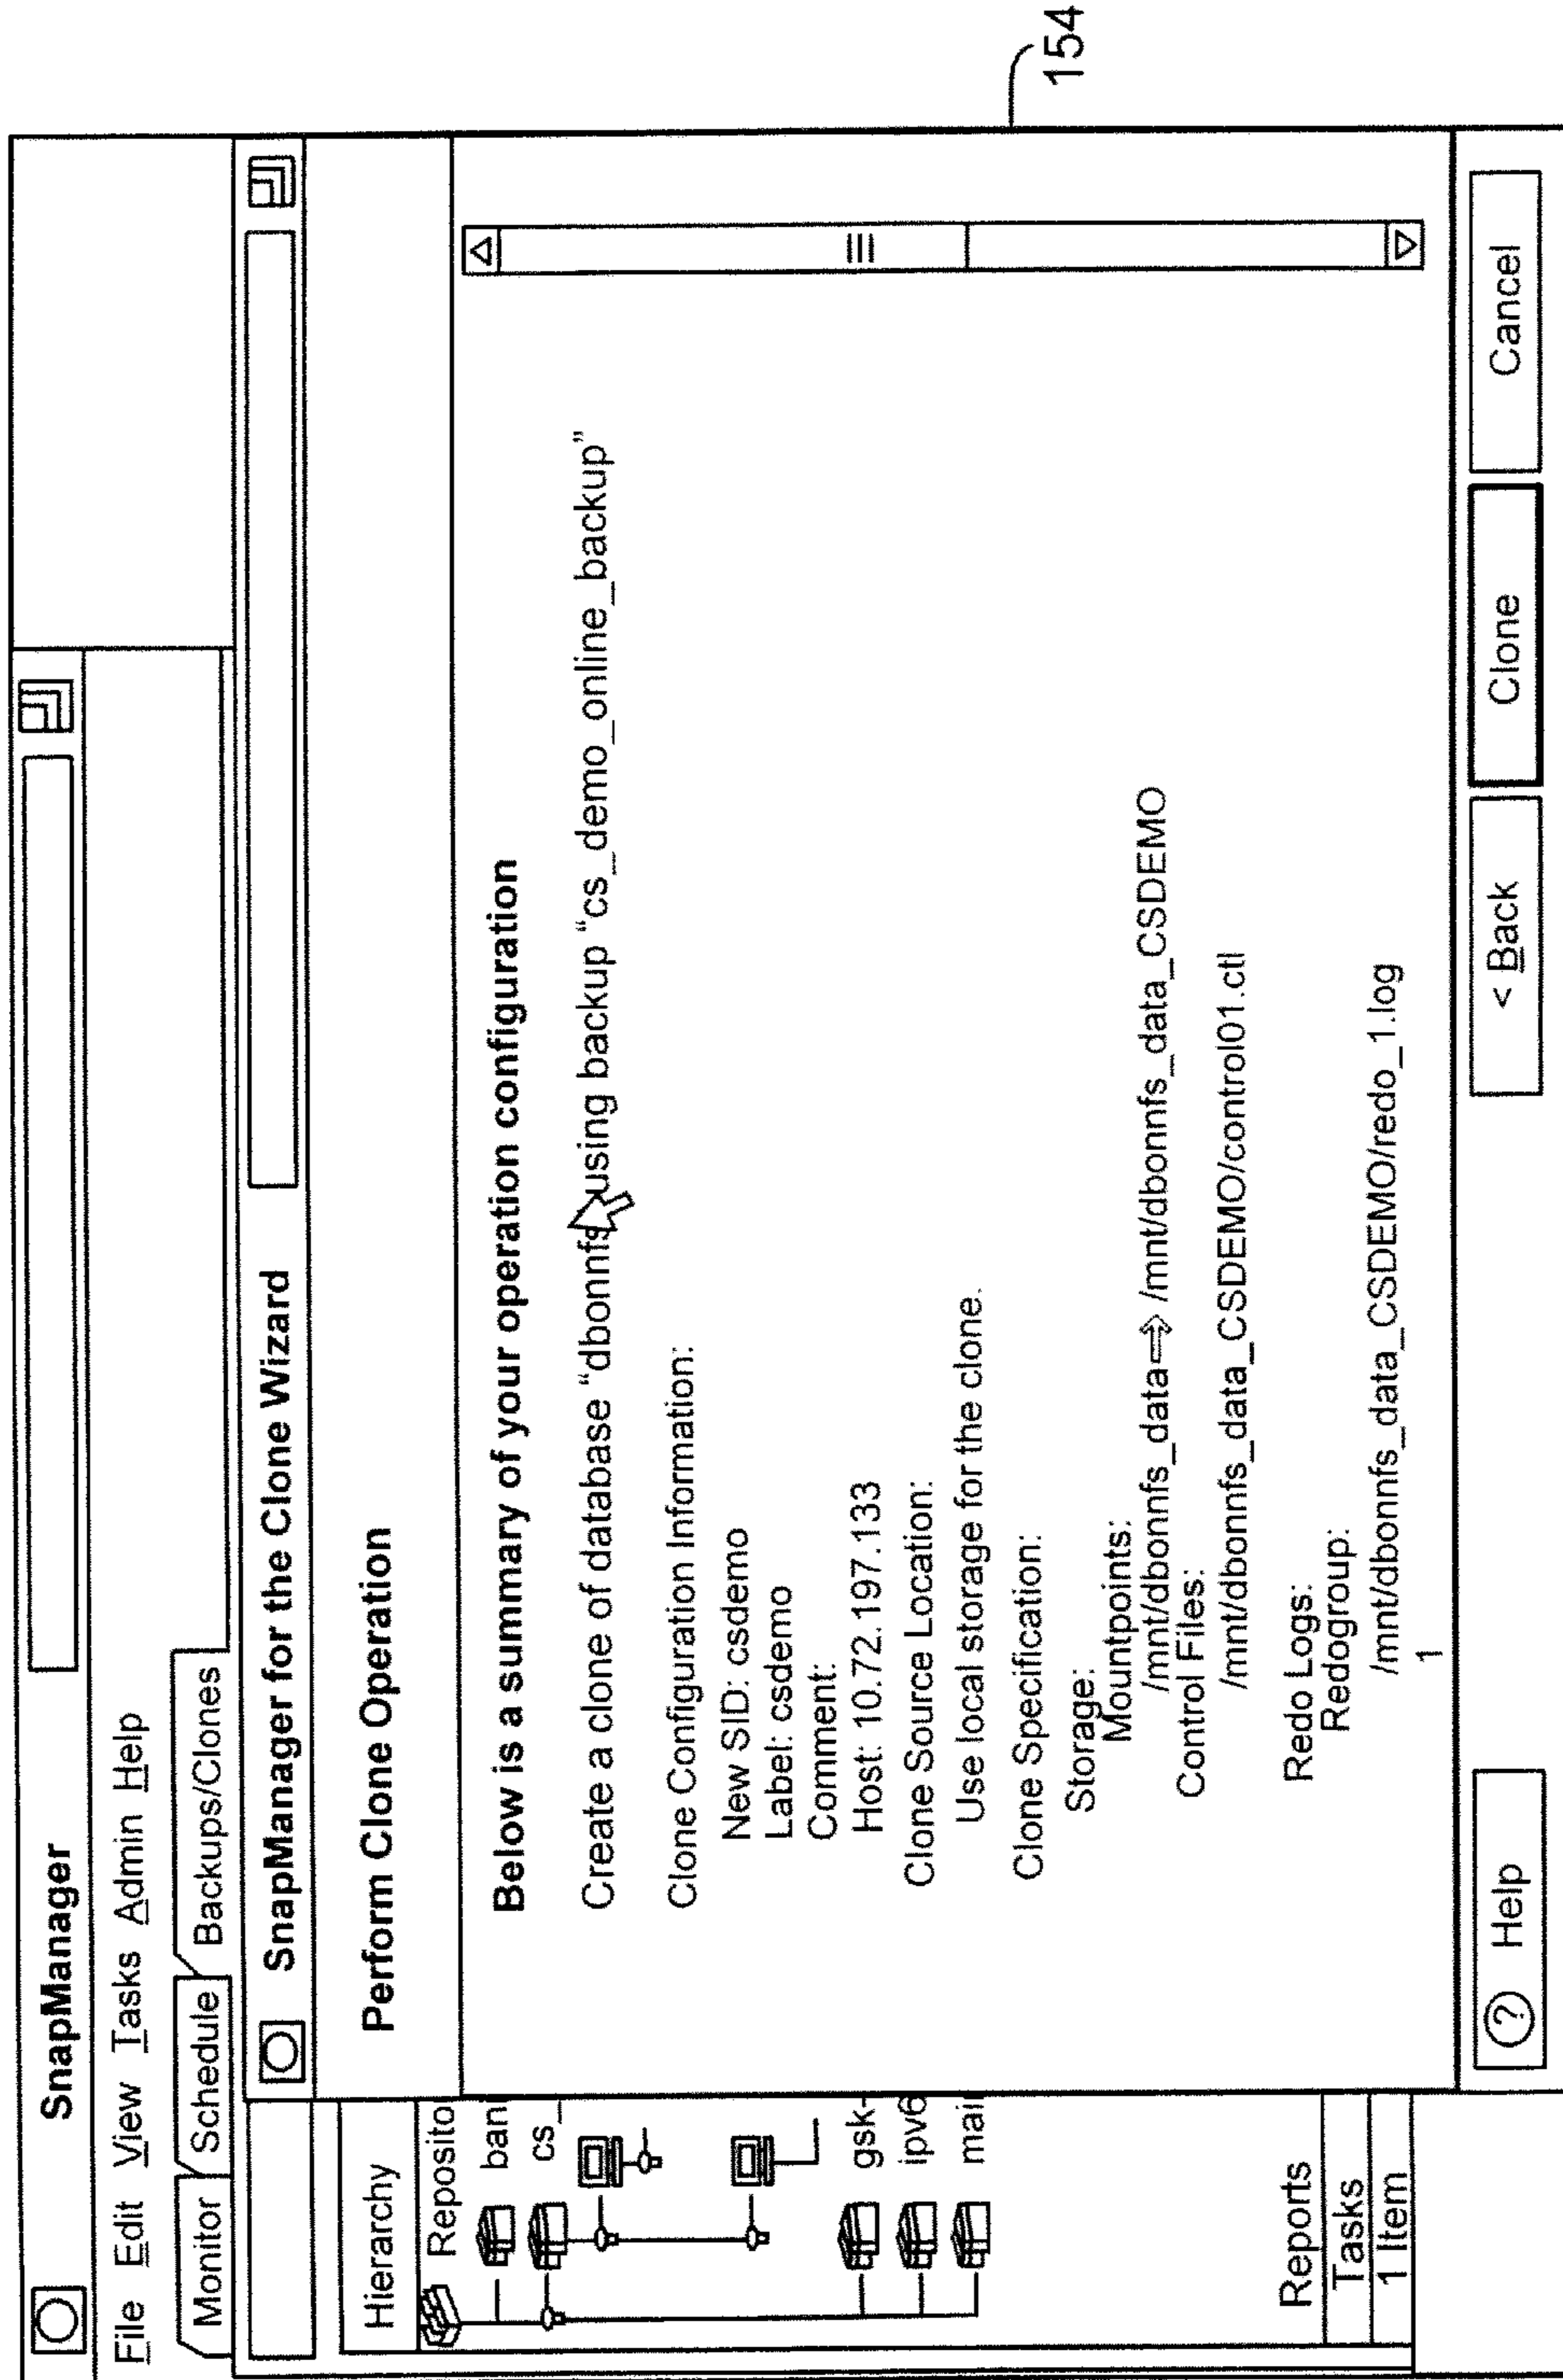 SnapManager
File Edit View Tasks Admin Help
Monitor Schedule Backups/Clones
SnapManager for the Clone Wizard
Hierarchy
Reposito
ban
cs_
gsk-
ipv6
mai
Reports
Tasks
1 Item
Perform Clone Operation
Below is a summary of your operation configuration
Create a clone of database “dbonnfs using backup “cs_demo_online_backup”
Clone Configuration Information:
New SID: csdemo
Label: csdemo
Comment:
Host: 10.72.197.133
Clone Source Location:
Use local storage for the clone.
Clone Specification:
Storage:
Mountpoints:
/mnt/dbonnfs_data⇒ /mnt/dbonnfs_data_CSDEMO
Control Files:
/mnt/dbonnfs_data_CSDEMO/control01.ctl
Redo Logs:
Redogroup:
/mnt/dbonnfs_data_CSDEMO/redo_1.log
1
? Help
< Back
Clone
Cancel
154